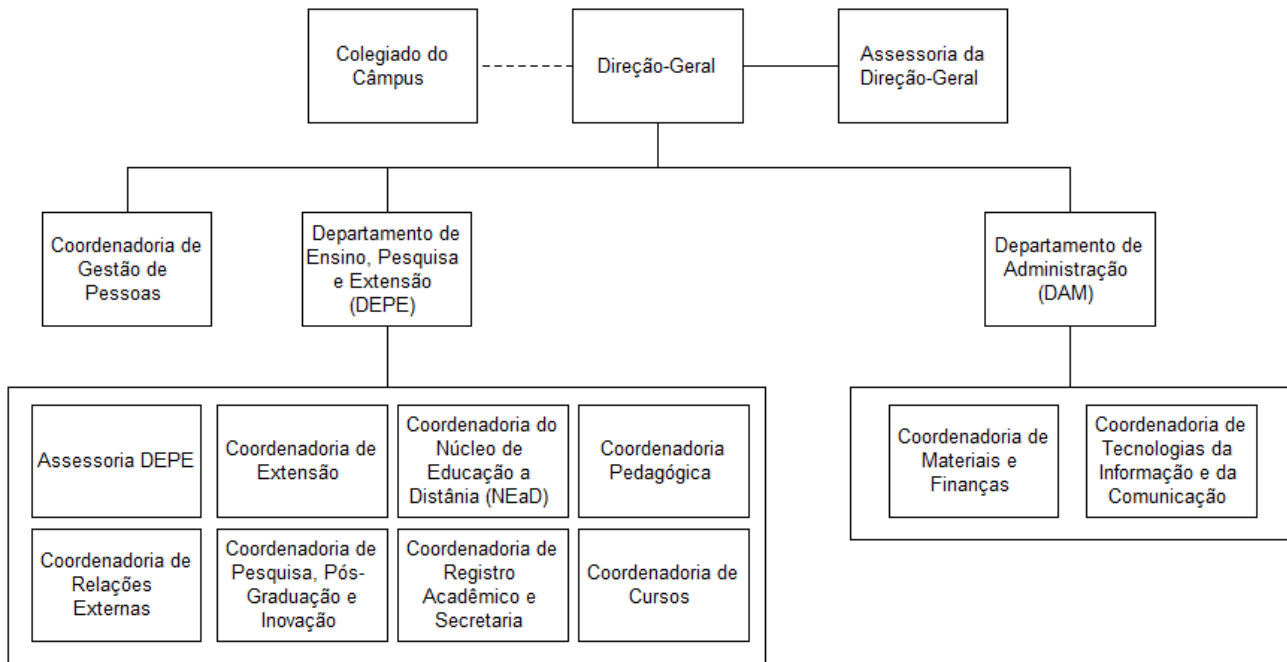 Colegiado do
Câmpus
Direção-Geral
Assessoria da
Direção-Geral
Coordenadoria de
Gestão de
Pessoas
Departamento de
Ensino, Pesquisa
e Extensão
(DEPE)
Departamento de
Administração
(DAM)
Assessoria DEPE
Coordenadoria de
Extensão
Coordenadoria do
Núcleo de
Educação a
Distânia (NEaD)
Coordenadoria
Pedagógica
Coordenadoria de
Relações
Externas
Coordenadoria de
Pesquisa, Pós-
Graduação e
Inovação
Coordenadoria de
Registro
Acadêmico e
Secretaria
Coordenadoria de
Cursos
Coordenadoria de
Materiais e
Finanças
Coordenadoria de
Tecnologias da
Informação e da
Comunicação